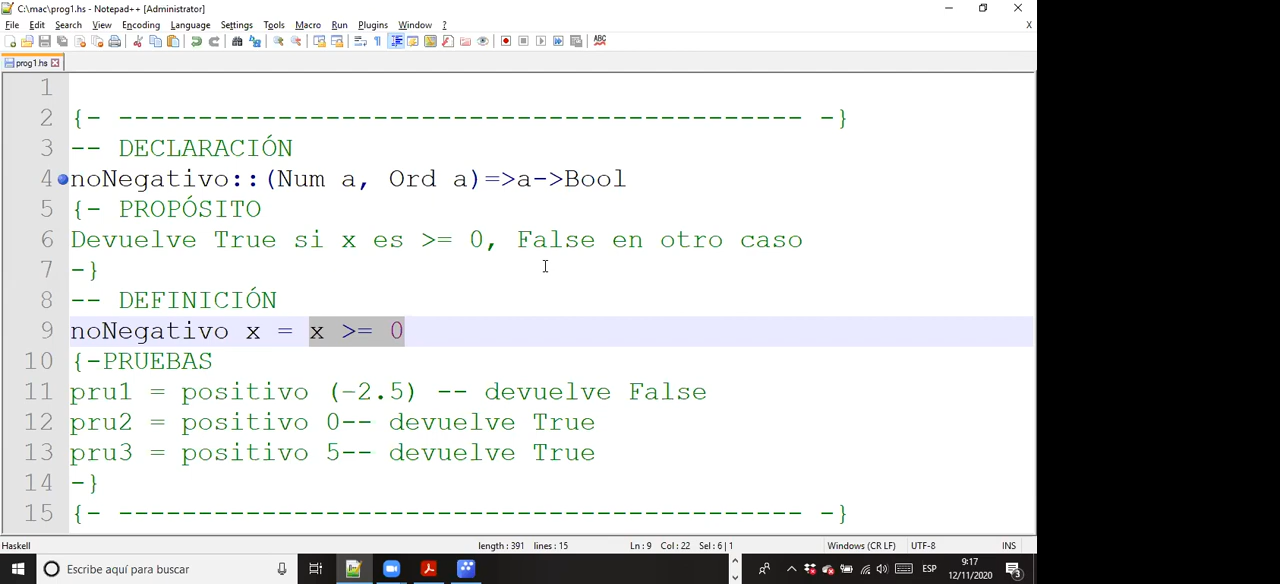 C:\mac\prog1.hs - Notepad++ [Administrator]
File Edit Search View Encoding Language Settings Tools Macro Run Plugins Window ? X
ABC
prog1.hs
1
2 {- ------------------------------------------- -}
3 -- DECLARACIÓN
4 noNegativo::(Num a, Ord a)=>a->Bool
5 {- PROPÓSITO
6 Devuelve True si x es >= 0, False en otro caso
7 -}
8 -- DEFINICIÓN
9 noNegativo x = x >= 0
10 {-PRUEBAS
11 pru1 = positivo (-2.5) -- devuelve False
12 pru2 = positivo 0-- devuelve True
13 pru3 = positivo 5-- devuelve True
14 -}
15 {- ------------------------------------------- -}
Haskell length : 391 lines : 15 Ln : 9 Col : 22 Sel : 6 | 1 Windows (CR LF) UTF-8 INS
Escribe aquí para buscar ESP 9:17
12/11/2020 3